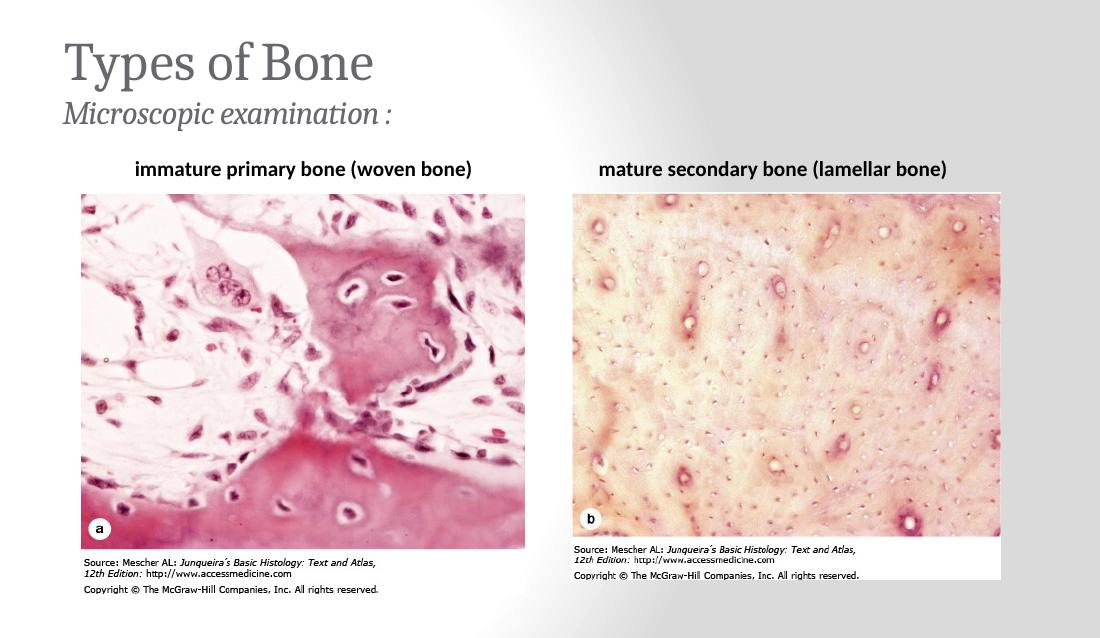 Types of Bone
Microscopic examination :
immature primary bone (woven bone)
mature secondary bone (lamellar bone)
a
Source: Mescher AL: Junqueira's Basic Histology: Text and Atlas,
12th Edition: http://www.accessmedicine.com
Copyright © The McGraw-Hill Companies, Inc. All rights reserved.
b
Source: Mescher AL: Junqueira's Basic Histology: Text and Atlas,
12th Edition: http://www.accessmedicine.com
Copyright © The McGraw-Hill Companies, Inc. All rights reserved.